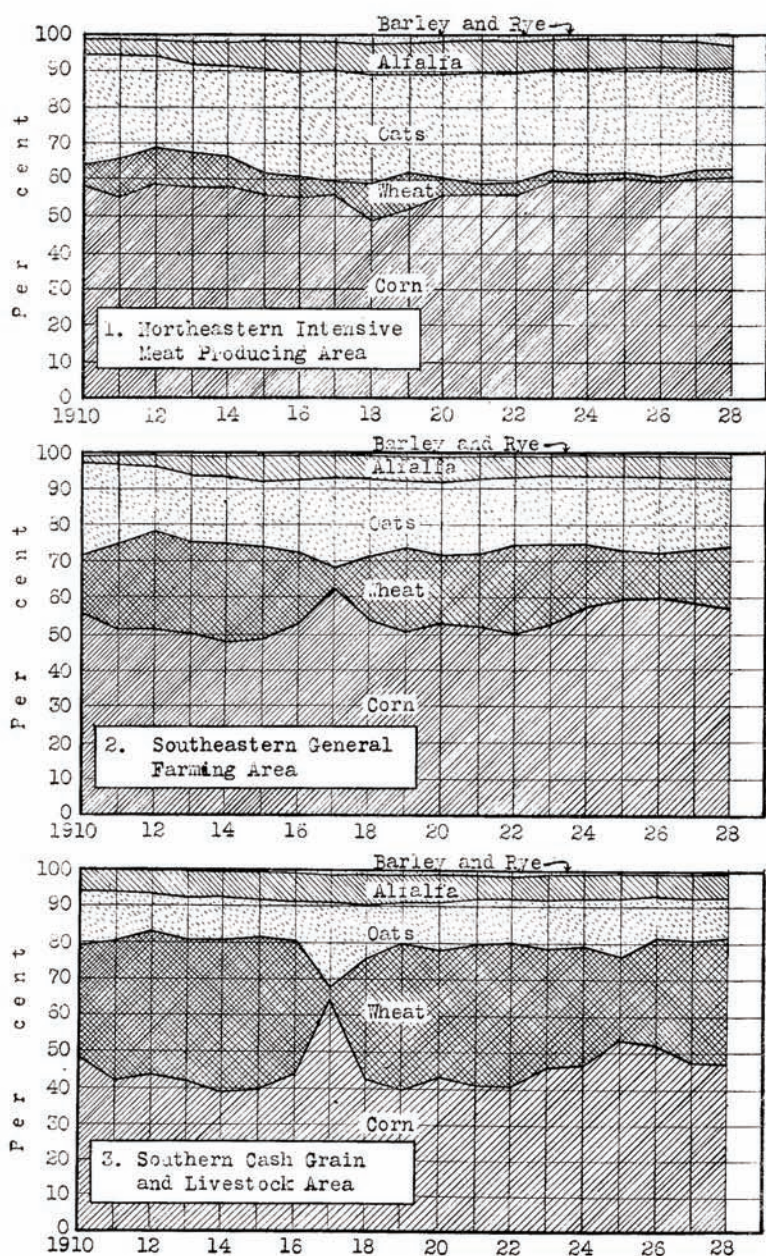 Barley and Rye
100
Alfalfa
90
80
Oats
70
60
Wheat
50
40
30
Corn
20
1. Northeastern Intensive
Meat Producing Area
10
0
1910 12 14 16 18 20 22 24 26 28
Per cent
Barley and Rye
100
Alfalfa
90
80
Oats
70
60
Wheat
50
40
30
Corn
20
2. Southeastern General
Farming Area
10
0
1910 12 14 16 18 20 22 24 26 28
Per cent
Barley and Rye
100
Alfalfa
90
80
Oats
70
60
Wheat
50
40
30
Corn
20
3. Southern Cash Grain
and Livestock Area
10
0
1910 12 14 16 18 20 22 24 26 28
Per cent